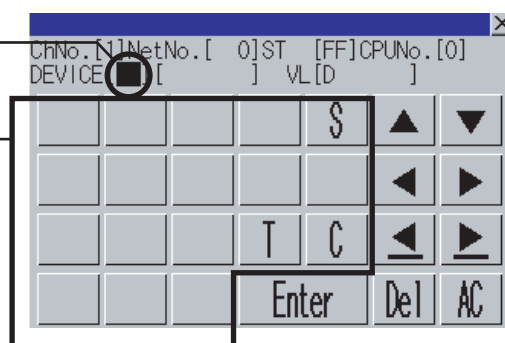 ChNo.[1]NetNo.[ 0]ST [FF]CPUNo.[0]
DEVICE [ ] VL[D ]
S
T C
Enter Del AC